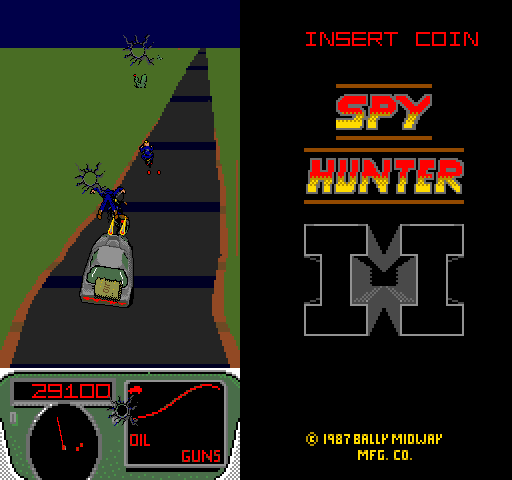 INSERT COIN
SPY
HUNTER
II
29100
OIL
GUNS
© 1987 BALLY MIDWAY
MFG. CO.